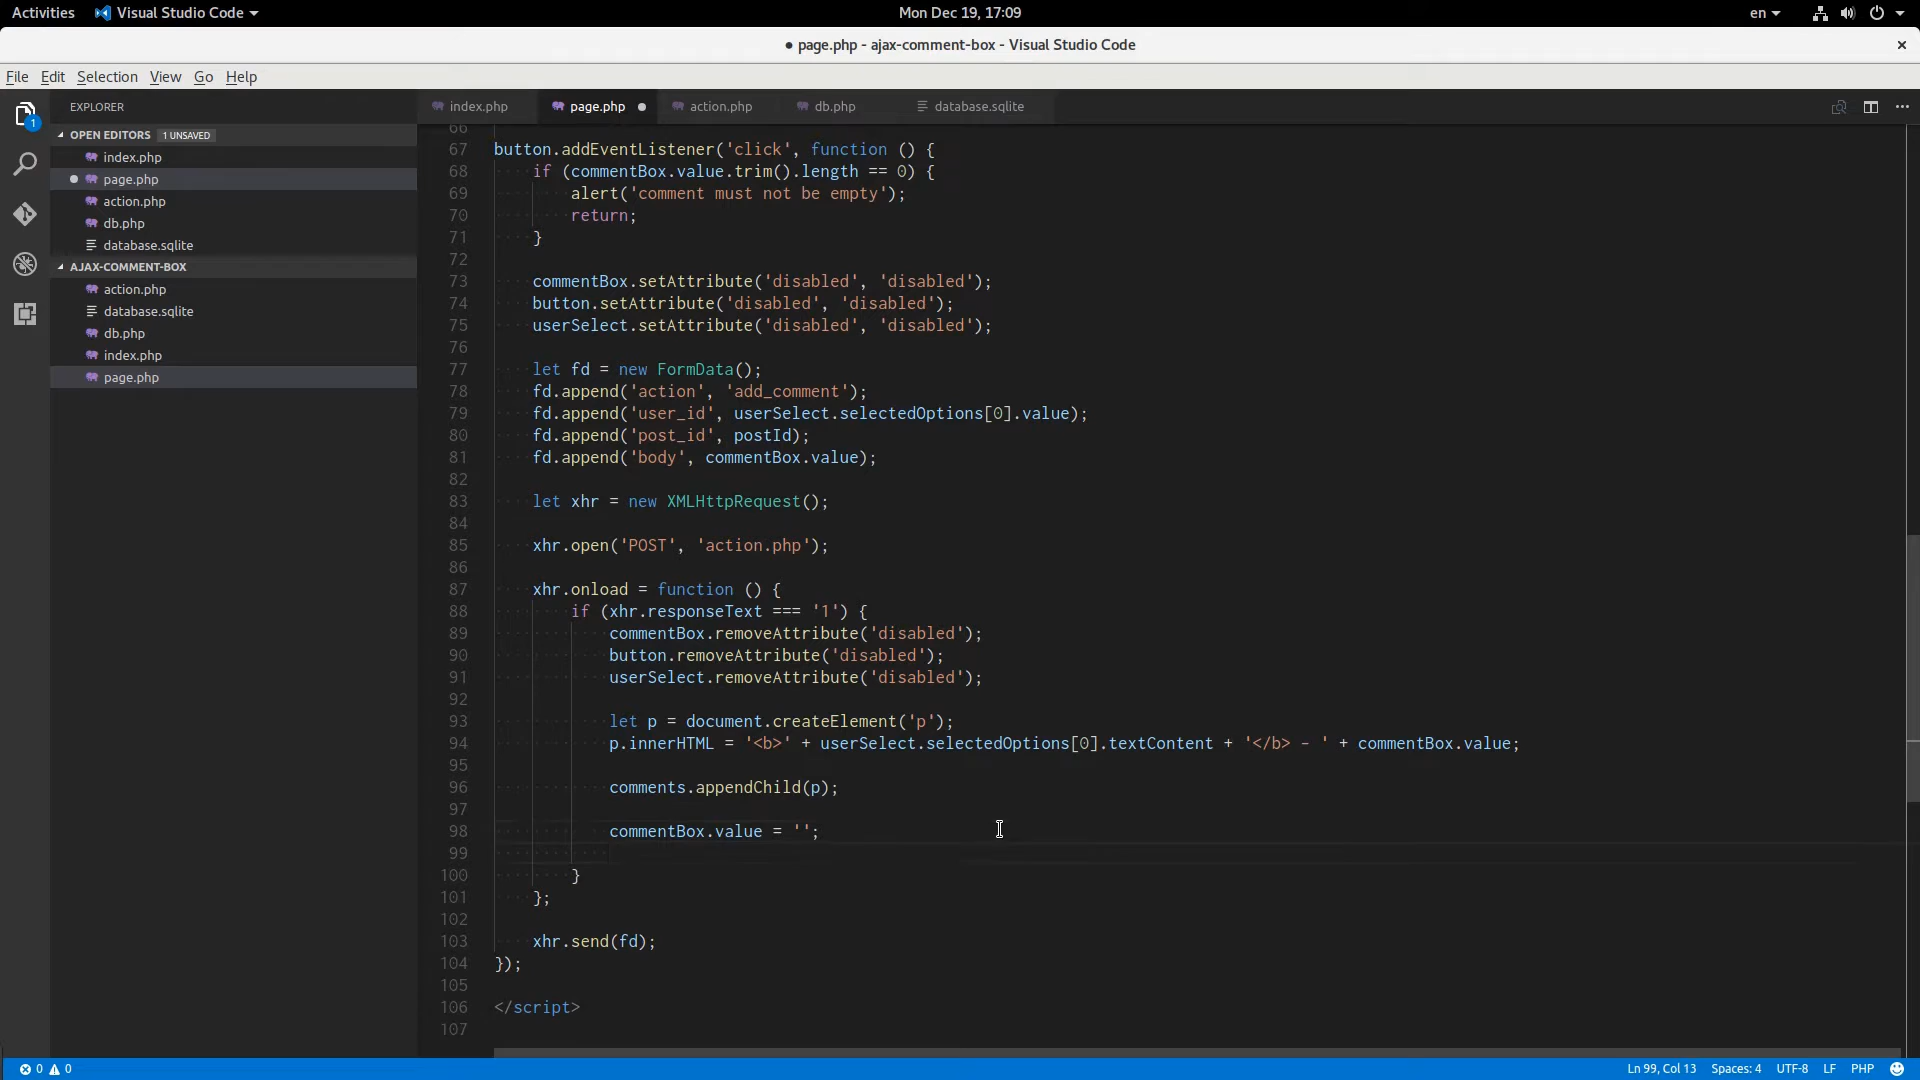 Activities Visual Studio Code Mon Dec 19, 17:09 en
● page.php - ajax-comment-box - Visual Studio Code
File Edit Selection View Go Help
EXPLORER
OPEN EDITORS 1 UNSAVED
index.php
page.php
action.php
db.php
database.sqlite
AJAX-COMMENT-BOX
action.php
database.sqlite
db.php
index.php
page.php
1
index.php page.php action.php db.php database.sqlite
66
67 button.addEventListener('click', function () {
68 if (commentBox.value.trim().length == 0) {
69 alert('comment must not be empty');
70 return;
71 }
72
73 commentBox.setAttribute('disabled', 'disabled');
74 button.setAttribute('disabled', 'disabled');
75 userSelect.setAttribute('disabled', 'disabled');
76
77 let fd = new FormData();
78 fd.append('action', 'add_comment');
79 fd.append('user_id', userSelect.selectedOptions[0].value);
80 fd.append('post_id', postId);
81 fd.append('body', commentBox.value);
82
83 let xhr = new XMLHttpRequest();
84
85 xhr.open('POST', 'action.php');
86
87 xhr.onload = function () {
88 if (xhr.responseText === '1') {
89 commentBox.removeAttribute('disabled');
90 button.removeAttribute('disabled');
91 userSelect.removeAttribute('disabled');
92
93 let p = document.createElement('p');
94 p.innerHTML = '<b>' + userSelect.selectedOptions[0].textContent + '</b> - ' + commentBox.value;
95
96 comments.appendChild(p);
97
98 commentBox.value = '';
99
100 }
101 };
102
103 xhr.send(fd);
104 });
105
106 </script>
107
0 0 Ln 99, Col 13 Spaces: 4 UTF-8 LF PHP